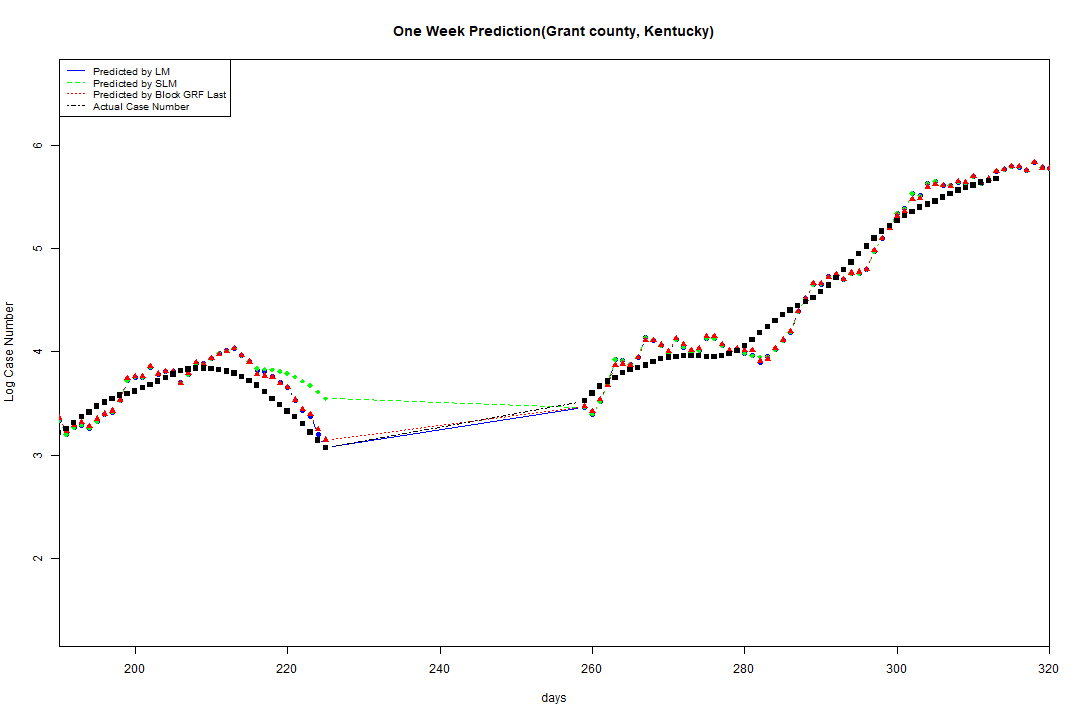 One Week Prediction(Grant county, Kentucky)
Predicted by LM
Predicted by SLM
Predicted by Block GRF Last
Actual Case Number
6
5
4
3
2
Log Case Number
200 220 240 260 280 300 320
days